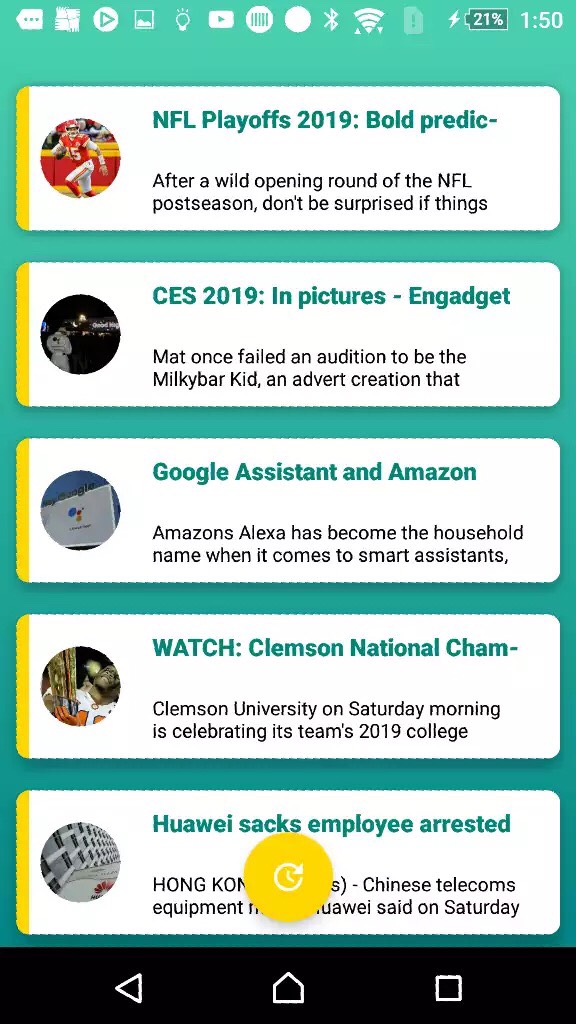 21% 1:50
NFL Playoffs 2019: Bold predic-
After a wild opening round of the NFL
postseason, don't be surprised if things
CES 2019: In pictures - Engadget
Mat once failed an audition to be the
Milkybar Kid, an advert creation that
Google Assistant and Amazon
Amazons Alexa has become the household
name when it comes to smart assistants,
WATCH: Clemson National Cham-
Clemson University on Saturday morning
is celebrating its team's 2019 college
Huawei sacks employee arrested
HONG s) - Chinese telecoms
equipment uawei said on Saturday